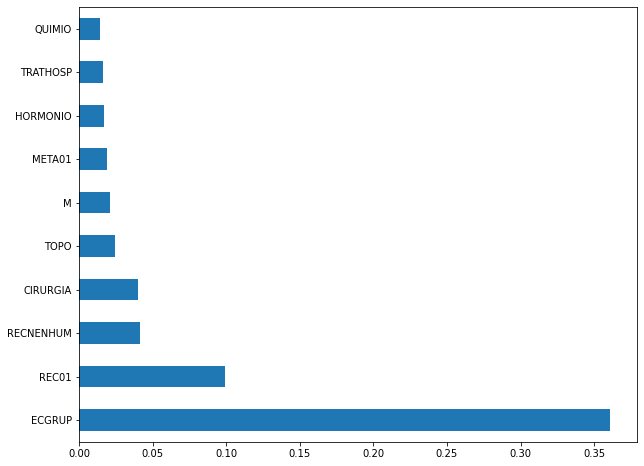 QUIMIO
TRATHOSP
HORMONIO
META01
M
TOPO
CIRURGIA
RECNENHUM
REC01
ECGRUP
0.00 0.05 0.10 0.15 0.20 0.25 0.30 0.35